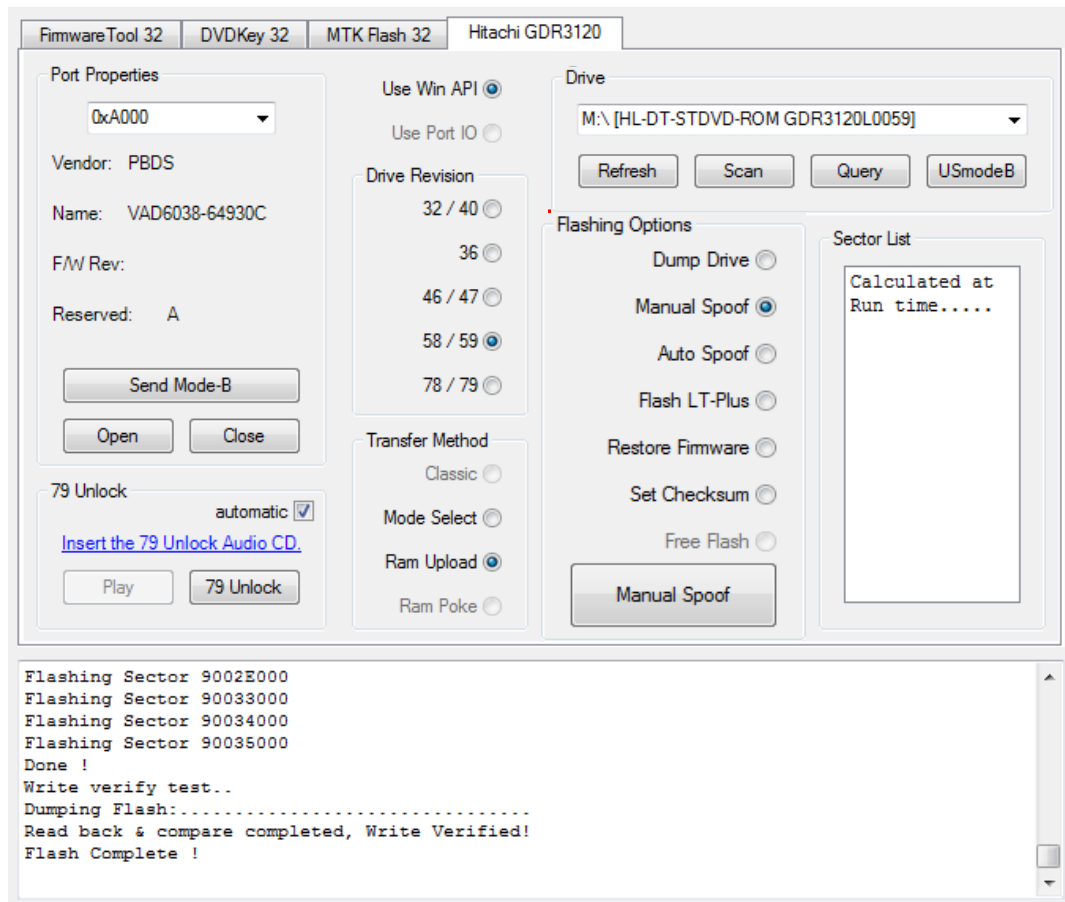 FirmwareTool 32 DVDKey 32 MTK Flash 32 Hitachi GDR3120
Port Properties
0xA000
Vendor: PBDS
Name: VAD6038-64930C
F/W Rev:
Reserved: A
Send Mode-B
Open Close
79 Unlock
automatic
Insert the 79 Unlock Audio CD.
Play 79 Unlock
Use Win API
Use Port IO
Drive Revision
32 / 40
36
46 / 47
58 / 59
78 / 79
Transfer Method
Classic
Mode Select
Ram Upload
Ram Poke
Drive
M:\ [HL-DT-STDVD-ROM GDR3120L0059]
Refresh Scan Query USmodeB
Flashing Options
Dump Drive
Manual Spoof
Auto Spoof
Flash LT-Plus
Restore Firmware
Set Checksum
Free Flash
Manual Spoof
Sector List
Calculated at
Run time.....
Flashing Sector 9002E000
Flashing Sector 90033000
Flashing Sector 90034000
Flashing Sector 90035000
Done !
Write verify test..
Dumping Flash:................................
Read back & compare completed, Write Verified!
Flash Complete !